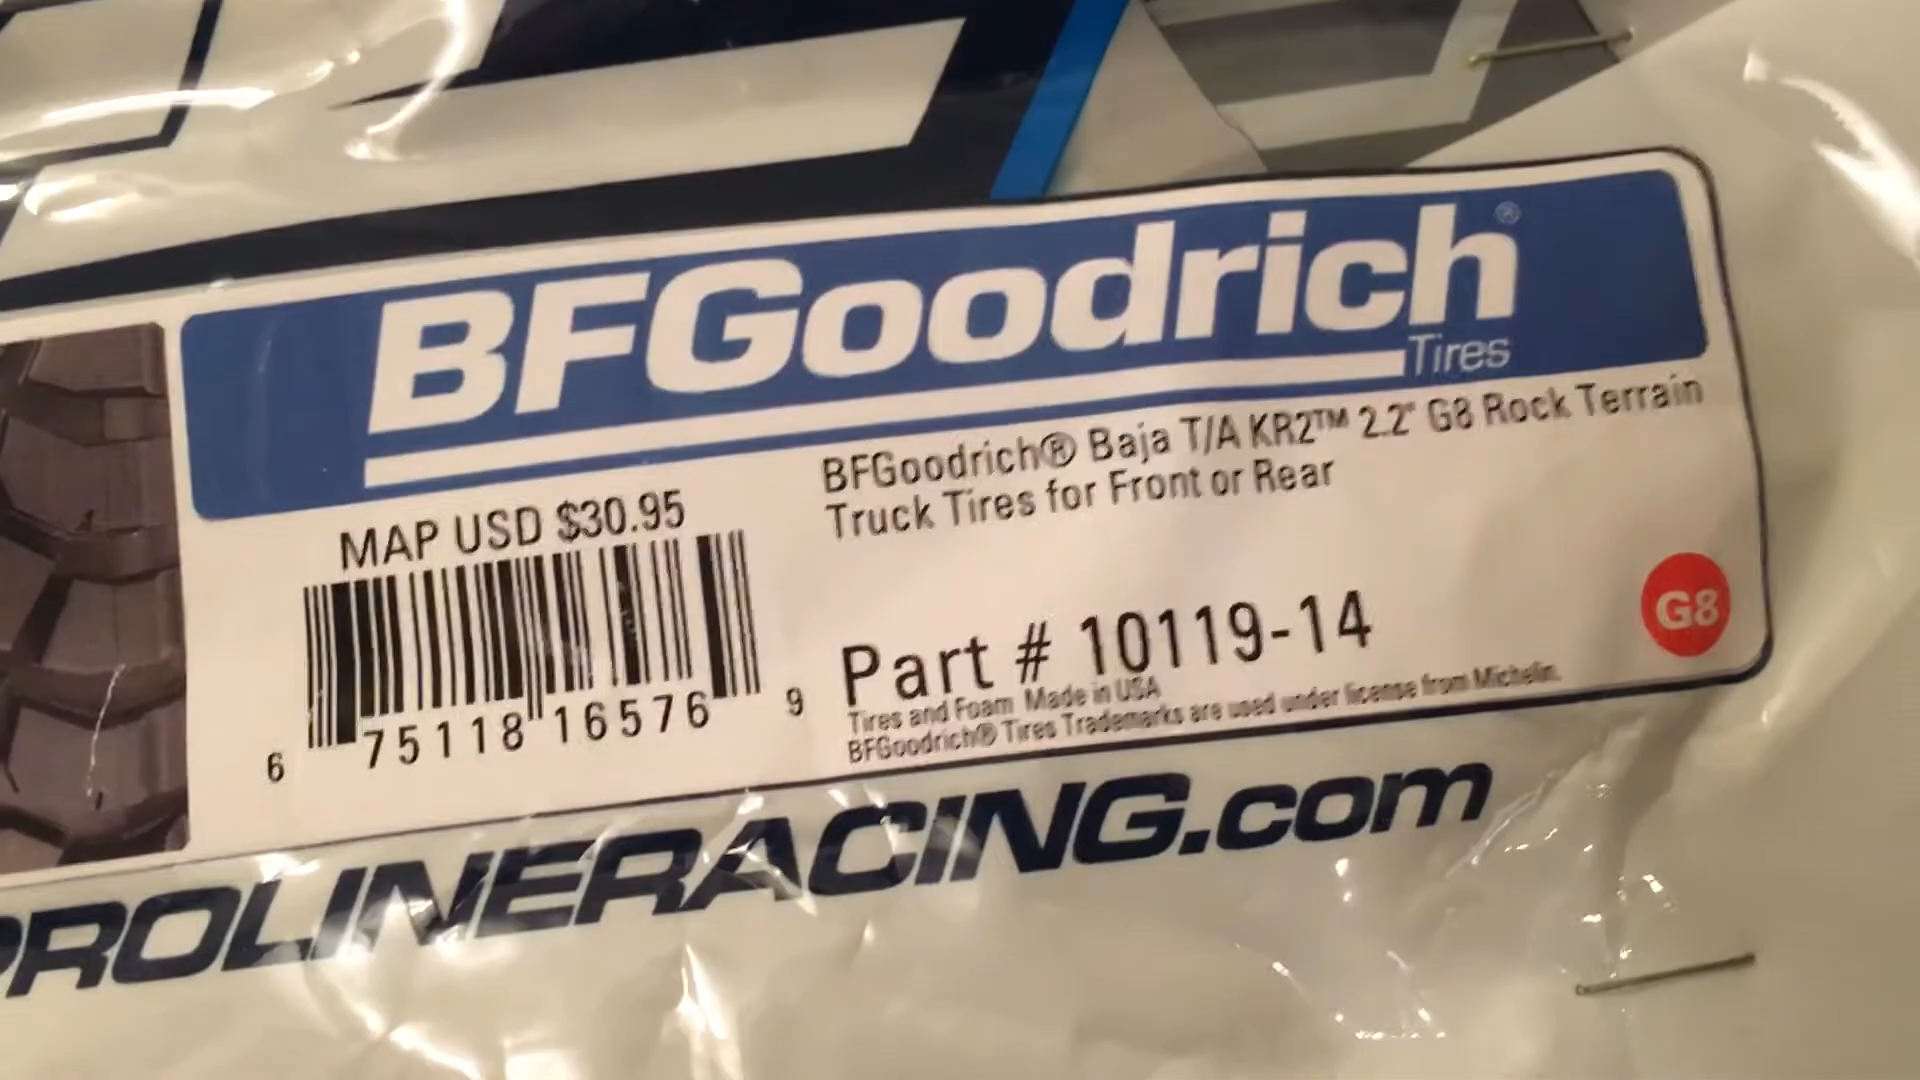 BFGoodrich®
Tires
BFGoodrich® Baja T/A KR2™ 2.2" G8 Rock Terrain
Truck Tires for Front or Rear
MAP USD $30.95
6 75118 16576 9
Part # 10119-14
G8
Tires and Foam Made in USA
BFGoodrich® Tires Trademarks are used under license from Michelin.
PROLINERACING.com